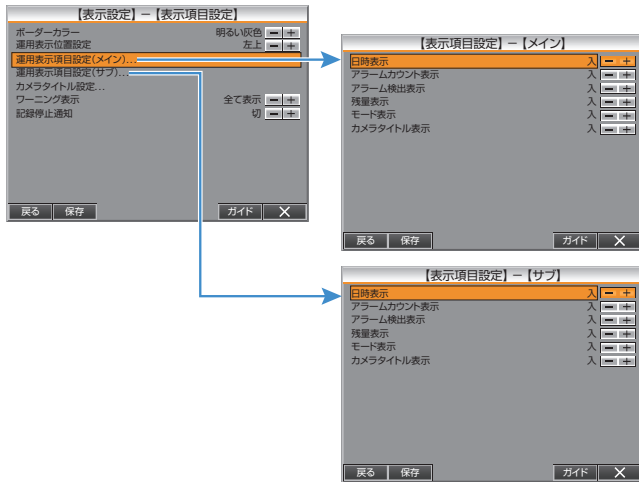 【表示設定】－【表示項目設定】
ボーダーカラー 明るい灰色 － ＋
運用表示位置設定 左上 － ＋
運用表示項目設定(メイン)...
運用表示項目設定(サブ)...
カメラタイトル設定...
ワーニング表示 全て表示 － ＋
記録停止通知 切 － ＋
戻る 保存 ガイド ×
【表示項目設定】－【メイン】
日時表示 入 － ＋
アラームカウント表示 入 － ＋
アラーム検出表示 入 － ＋
残量表示 入 － ＋
モード表示 入 － ＋
カメラタイトル表示 入 － ＋
戻る 保存 ガイド ×
【表示項目設定】－【サブ】
日時表示 入 － ＋
アラームカウント表示 入 － ＋
アラーム検出表示 入 － ＋
残量表示 入 － ＋
モード表示 入 － ＋
カメラタイトル表示 入 － ＋
戻る 保存 ガイド ×